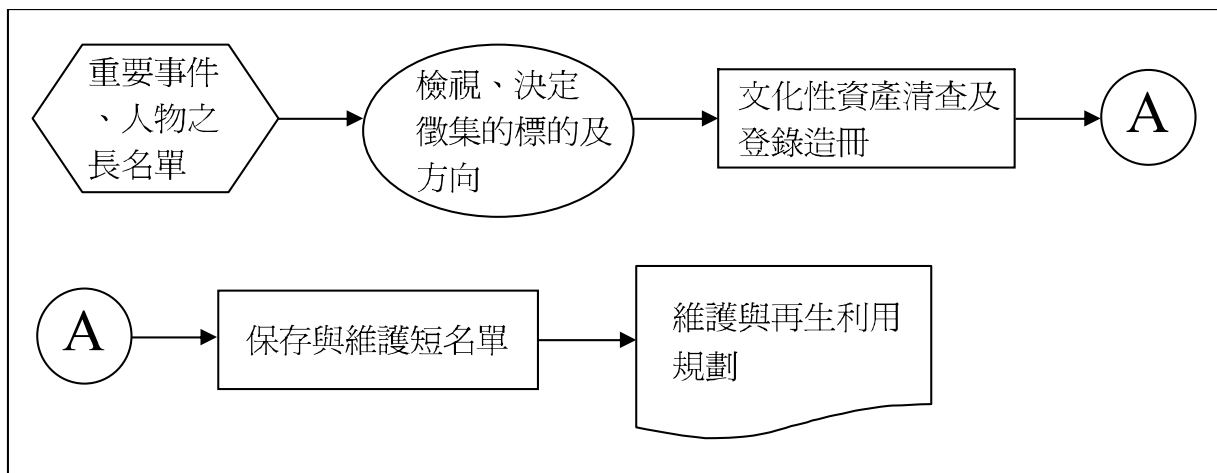 重要事件
、人物之
長名單
檢視、決定
徵集的標的及
方向
文化性資產清查及
登錄造冊
A
A
保存與維護短名單
維護與再生利用
規劃